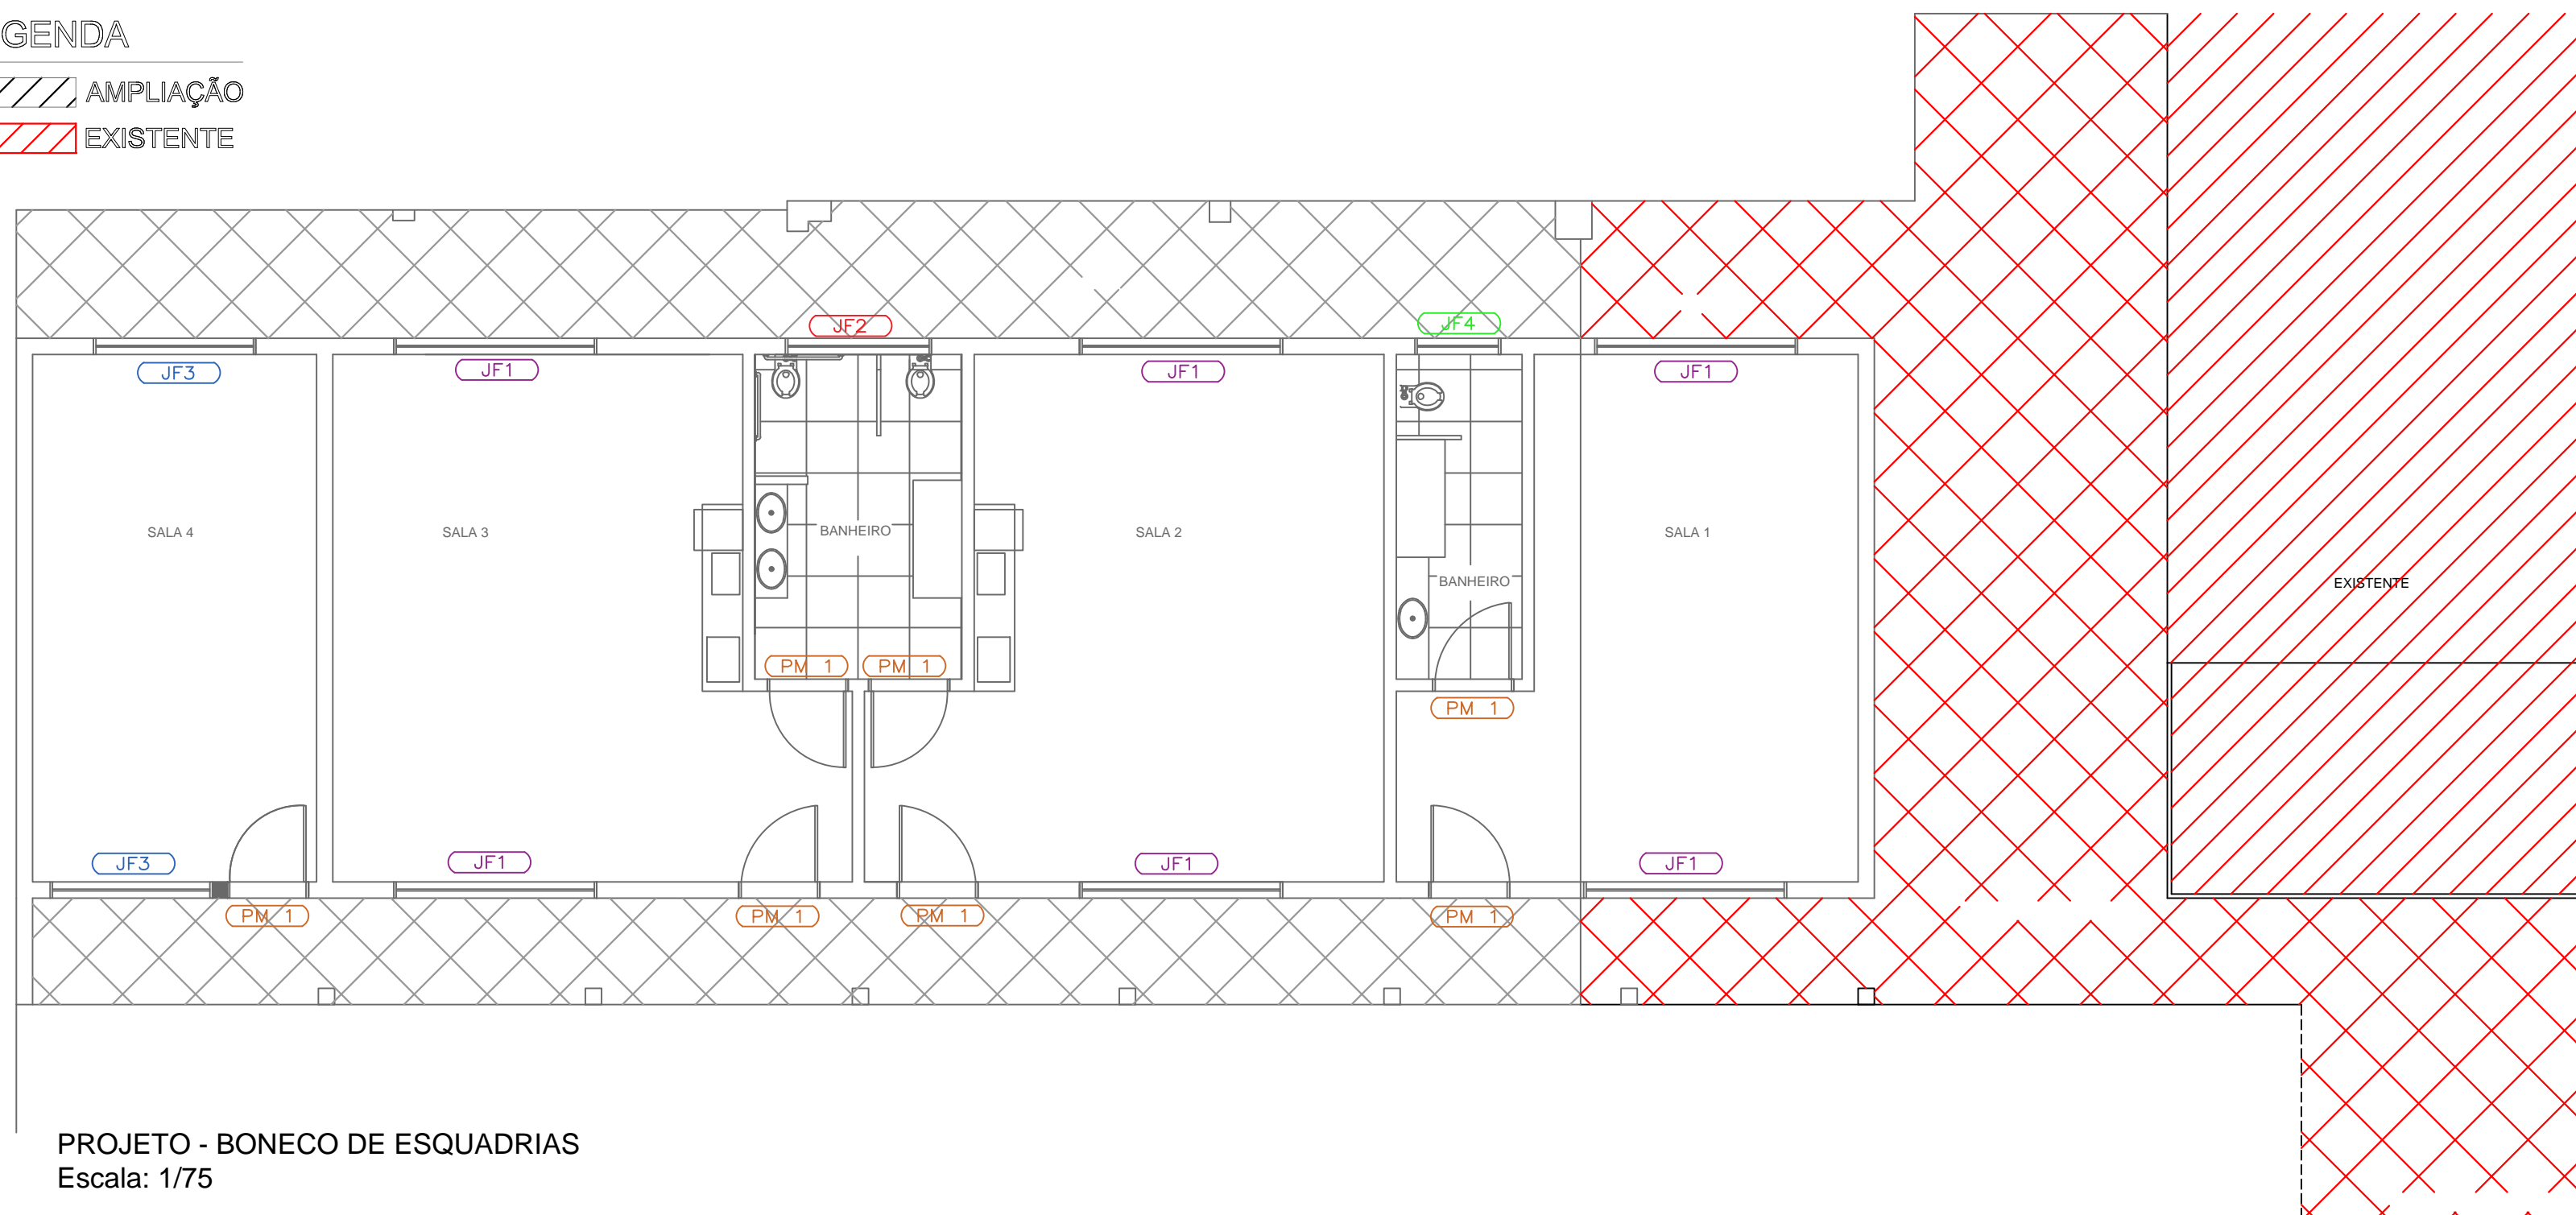 GENDA
AMPLIAÇÃO
EXISTENTE
JF2
JF4
JF3
JF1
JF1
JF1
SALA 4
SALA 3
BANHEIRO
SALA 2
BANHEIRO
SALA 1
EXISTENTE
PM 1
PM 1
PM 1
JF3
JF1
JF1
JF1
PM 1
PM 1
PM 1
PM 1
PROJETO - BONECO DE ESQUADRIAS
Escala: 1/75